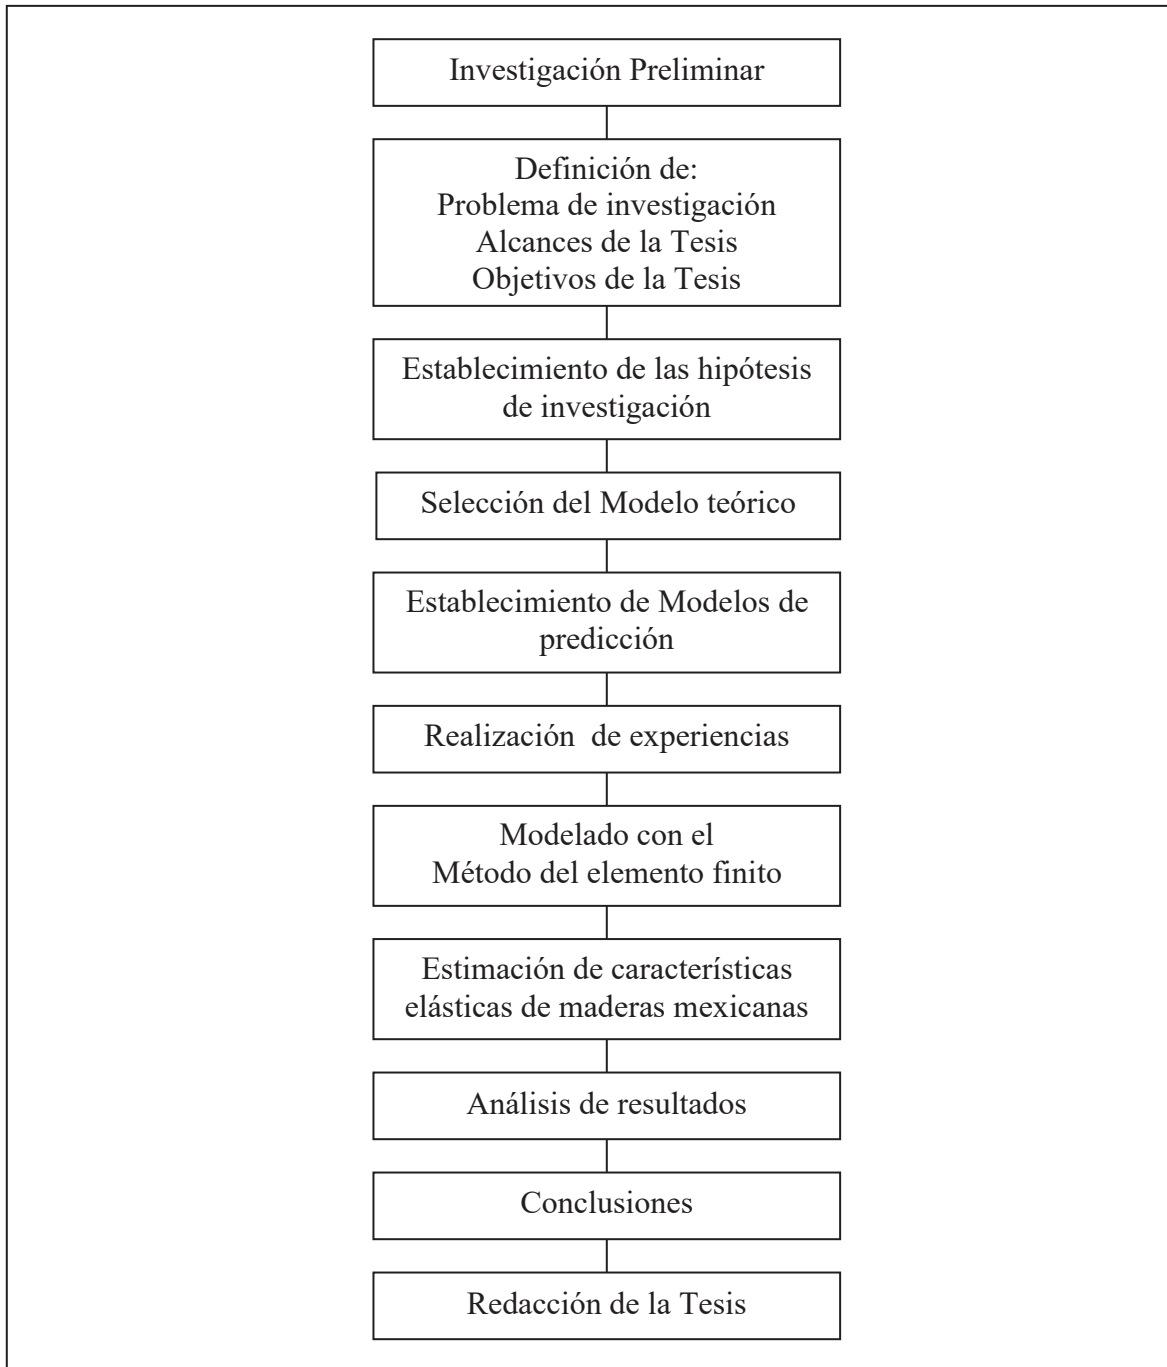 Investigación Preliminar
Definición de:
Problema de investigación
Alcances de la Tesis
Objetivos de la Tesis
Establecimiento de las hipótesis
de investigación
Selección del Modelo teórico
Establecimiento de Modelos de
predicción
Realización  de experiencias
Modelado con el
Método del elemento finito
Estimación de características
elásticas de maderas mexicanas
Análisis de resultados
Conclusiones
Redacción de la Tesis